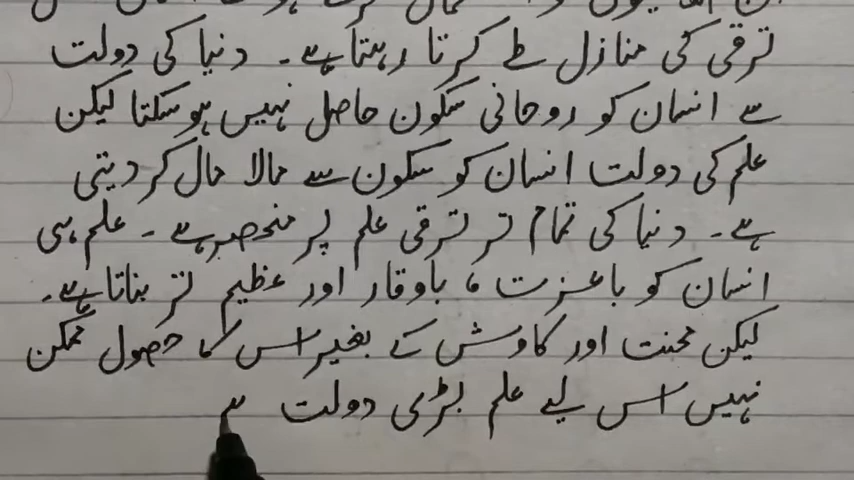 ترقی کی منازل طے کرتا رہتا ہے۔ دنیا کی دولت
سے انسان کو روحانی سکون حاصل نہیں ہو سکتا لیکن
علم کی دولت انسان کو سکون سے مالا مال کر دیتی
ہے۔ دنیا کی تمام تر ترقی علم پر منحصر ہے۔ علم ہی
انسان کو باعزت، باوقار اور عظیم تر بناتا ہے۔
لیکن محنت اور کاوش کے بغیر اس کا حصول ممکن
نہیں اس لیے علم بڑی دولت